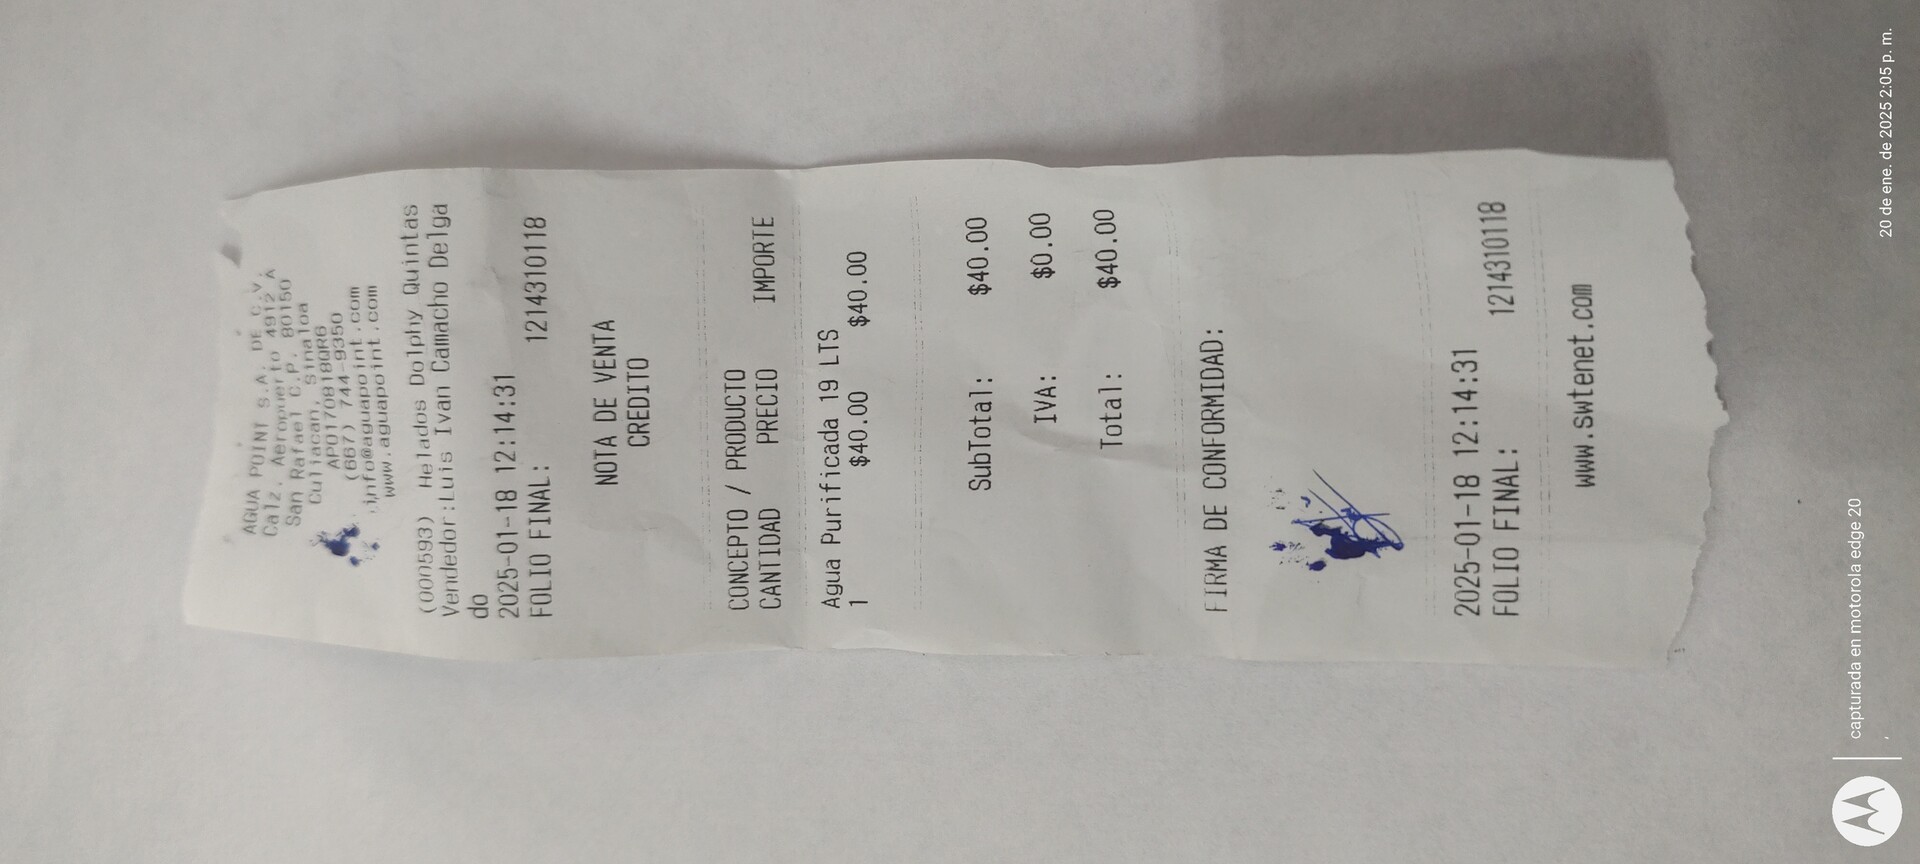 AGUA POINT S.A. DE C.V.
Calz. Aeropuerto 4912 A
San Rafael C.P. 80150
Culiacan, Sinaloa
APO170918QR6
(667) 744-9350
info@aguapoint.com
www.aguapoint.com
(000593) Helados Dolphy Quintas
Vendedor:Luis Ivan Camacho Delga
do
2025-01-18 12:14:31
FOLIO FINAL: 1214310118
NOTA DE VENTA
CREDITO
CONCEPTO / PRODUCTO
CANTIDAD PRECIO IMPORTE
Agua Purificada 19 LTS
1 $40.00 $40.00
SubTotal: $40.00
IVA: $0.00
Total: $40.00
FIRMA DE CONFORMIDAD:
2025-01-18 12:14:31
FOLIO FINAL: 1214310118
www.swtenet.com
capturada en motorola edge 20
20 de ene. de 2025 2:05 p. m.